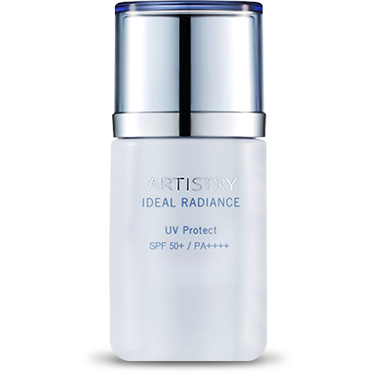 ARTISTRY
IDEAL RADIANCE
UV Protect
SPF 50+ / PA++++